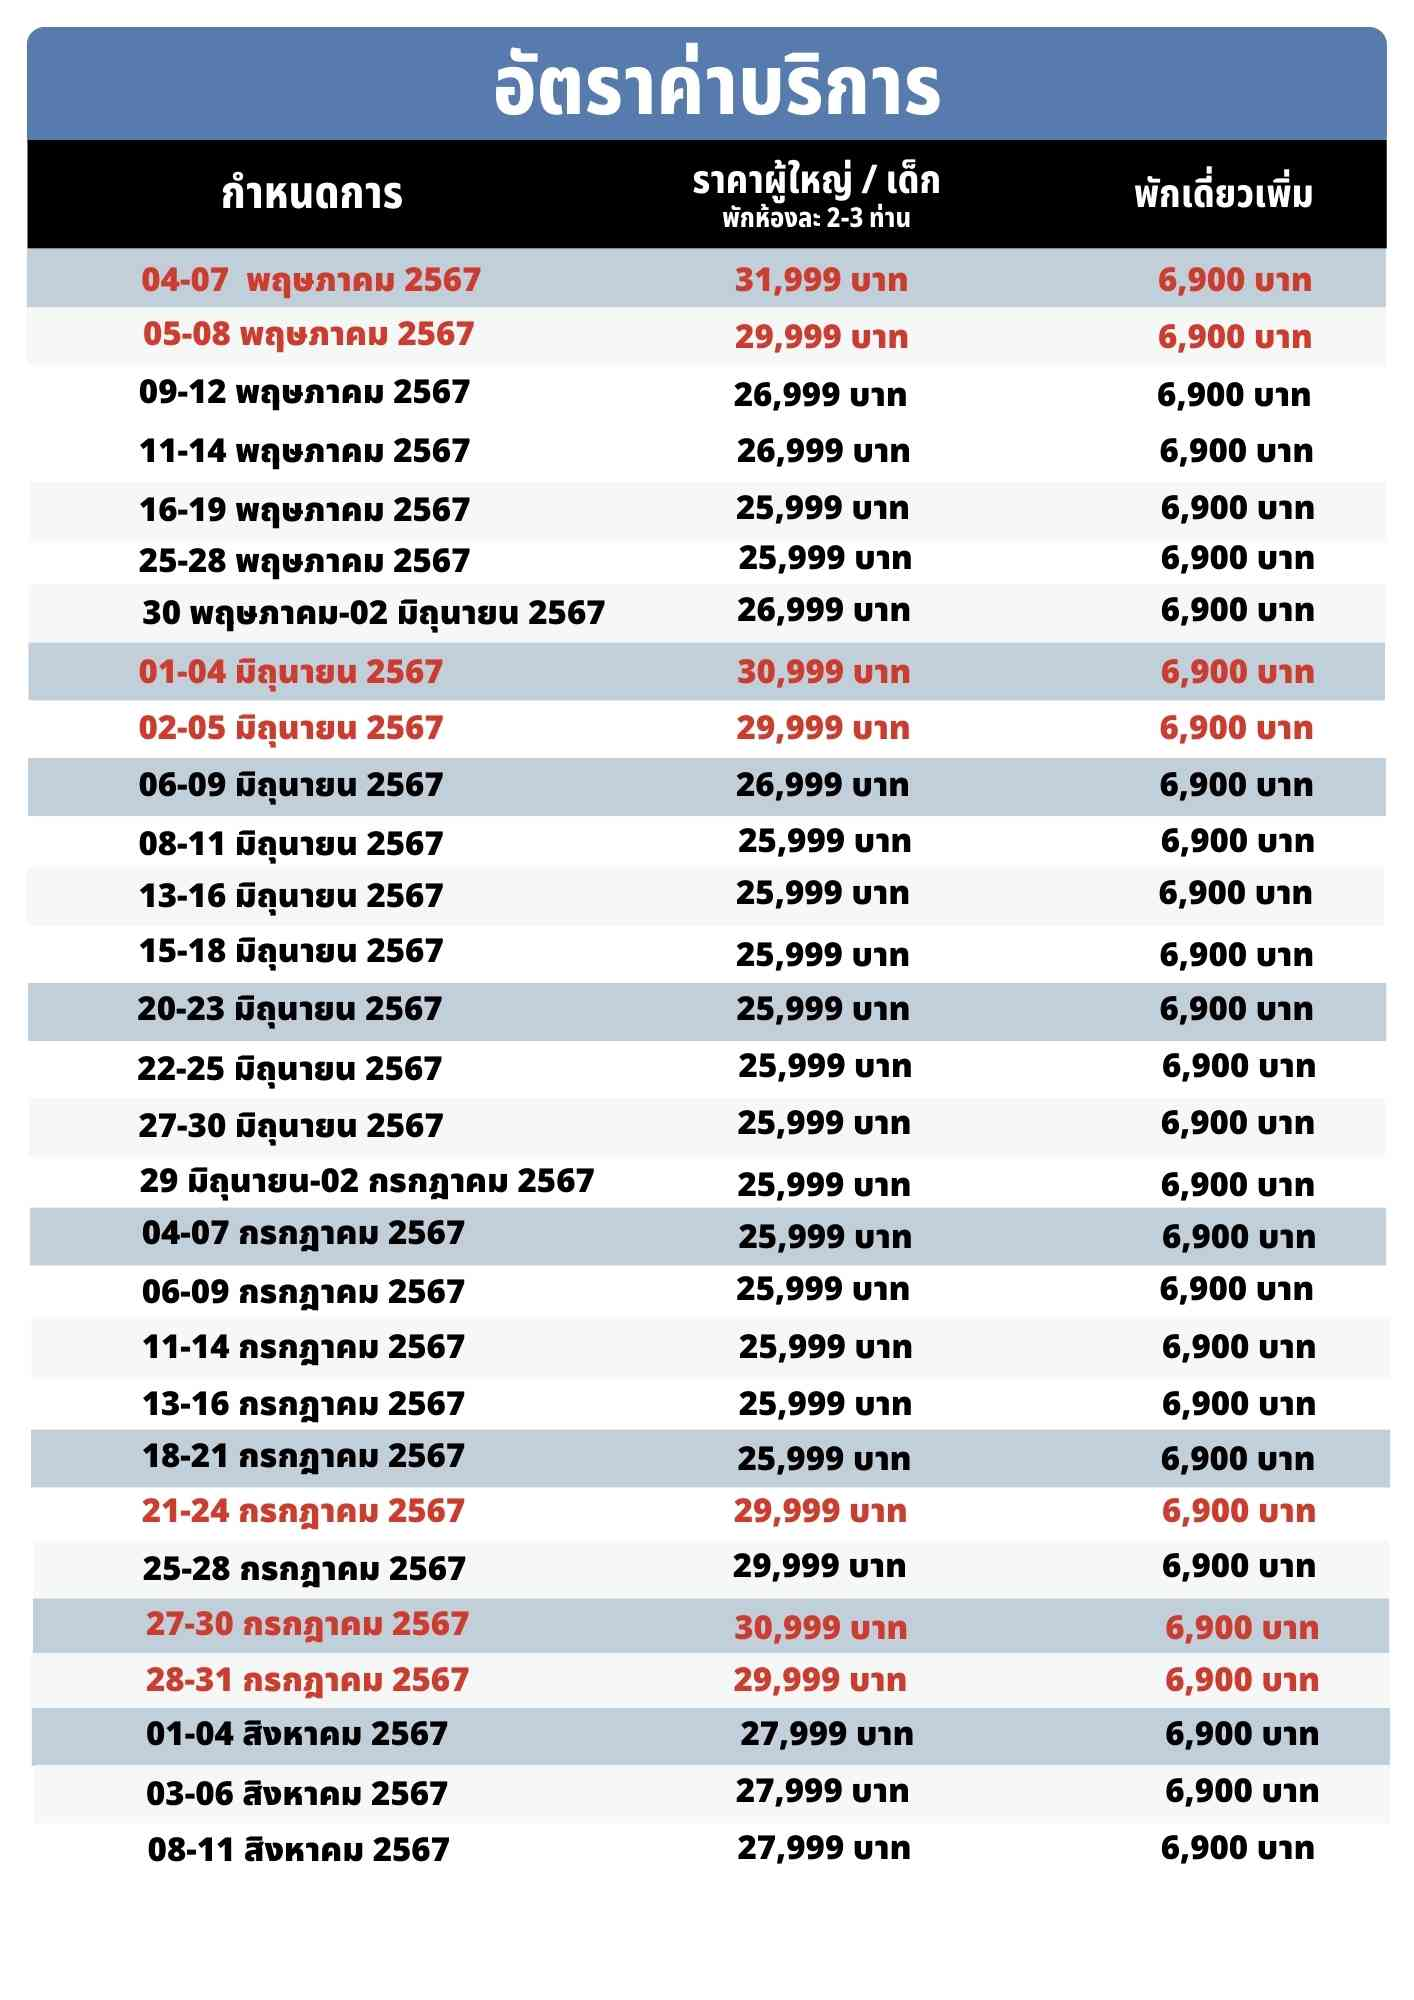 อัตราค่าบริการ
กำหนดการ ราคาผู้ใหญ่ / เด็ก พักเดี่ยวเพิ่ม
พักห้องละ 2-3 ท่าน
04-07 พฤษภาคม 2567 31,999 บาท 6,900 บาท
05-08 พฤษภาคม 2567 29,999 บาท 6,900 บาท
09-12 พฤษภาคม 2567 26,999 บาท 6,900 บาท
11-14 พฤษภาคม 2567 26,999 บาท 6,900 บาท
16-19 พฤษภาคม 2567 25,999 บาท 6,900 บาท
25-28 พฤษภาคม 2567 25,999 บาท 6,900 บาท
30 พฤษภาคม-02 มิถุนายน 2567 26,999 บาท 6,900 บาท
01-04 มิถุนายน 2567 30,999 บาท 6,900 บาท
02-05 มิถุนายน 2567 29,999 บาท 6,900 บาท
06-09 มิถุนายน 2567 26,999 บาท 6,900 บาท
08-11 มิถุนายน 2567 25,999 บาท 6,900 บาท
13-16 มิถุนายน 2567 25,999 บาท 6,900 บาท
15-18 มิถุนายน 2567 25,999 บาท 6,900 บาท
20-23 มิถุนายน 2567 25,999 บาท 6,900 บาท
22-25 มิถุนายน 2567 25,999 บาท 6,900 บาท
27-30 มิถุนายน 2567 25,999 บาท 6,900 บาท
29 มิถุนายน-02 กรกฎาคม 2567 25,999 บาท 6,900 บาท
04-07 กรกฎาคม 2567 25,999 บาท 6,900 บาท
06-09 กรกฎาคม 2567 25,999 บาท 6,900 บาท
11-14 กรกฎาคม 2567 25,999 บาท 6,900 บาท
13-16 กรกฎาคม 2567 25,999 บาท 6,900 บาท
18-21 กรกฎาคม 2567 25,999 บาท 6,900 บาท
21-24 กรกฎาคม 2567 29,999 บาท 6,900 บาท
25-28 กรกฎาคม 2567 29,999 บาท 6,900 บาท
27-30 กรกฎาคม 2567 30,999 บาท 6,900 บาท
28-31 กรกฎาคม 2567 29,999 บาท 6,900 บาท
01-04 สิงหาคม 2567 27,999 บาท 6,900 บาท
03-06 สิงหาคม 2567 27,999 บาท 6,900 บาท
08-11 สิงหาคม 2567 27,999 บาท 6,900 บาท